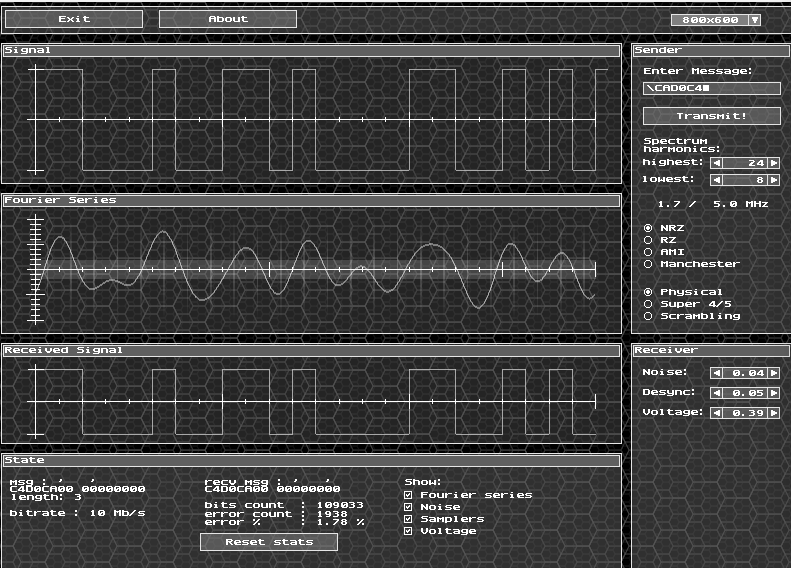 Exit About 800x600
Signal
Sender
Enter Message:
\CAD0C4
Transmit!
Spectrum
harmonics:
highest: 24
lowest: 8
1.7 / 5.0 MHz
NRZ
RZ
AMI
Manchester
Physical
Super 4/5
Scrambling
Fourier Series
Received Signal
Receiver
Noise: 0.04
Desync: 0.05
Voltage: 0.39
State
msg : , ,
C4D0CA00 00000000
length: 3
bitrate : 10 Mb/s
recv msg : , ,
C4D0CA00 00000000
bits count : 109033
error count : 1938
error % : 1.78 %
Reset stats
Show:
Fourier series
Noise
Samplers
Voltage